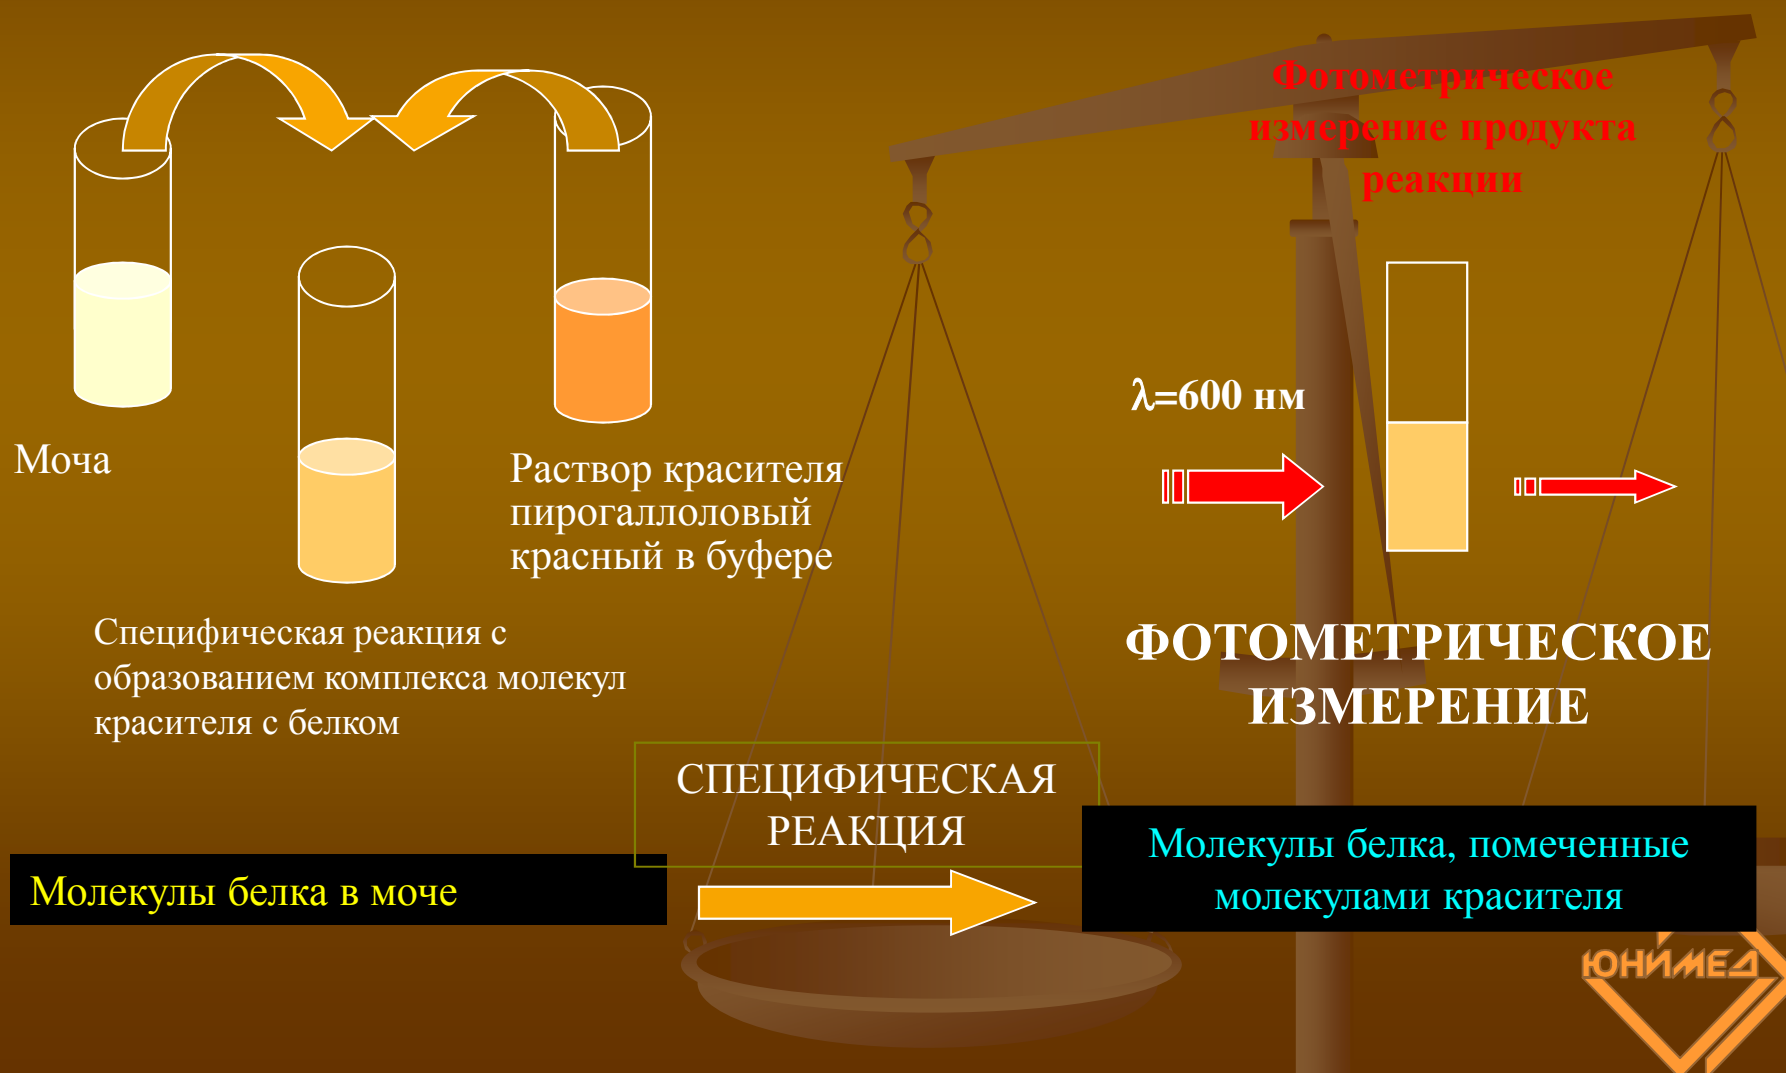 Фотометрическое
измерение продукта
реакции
λ=600 нм
Моча
Раствор красителя
пирогаллоловый
красный в буфере
Специфическая реакция с
образованием комплекса молекул
красителя с белком
ФОТОМЕТРИЧЕСКОЕ
ИЗМЕРЕНИЕ
СПЕЦИФИЧЕСКАЯ
РЕАКЦИЯ
Молекулы белка в моче
Молекулы белка, помеченные
молекулами красителя
ЮНИМЕД